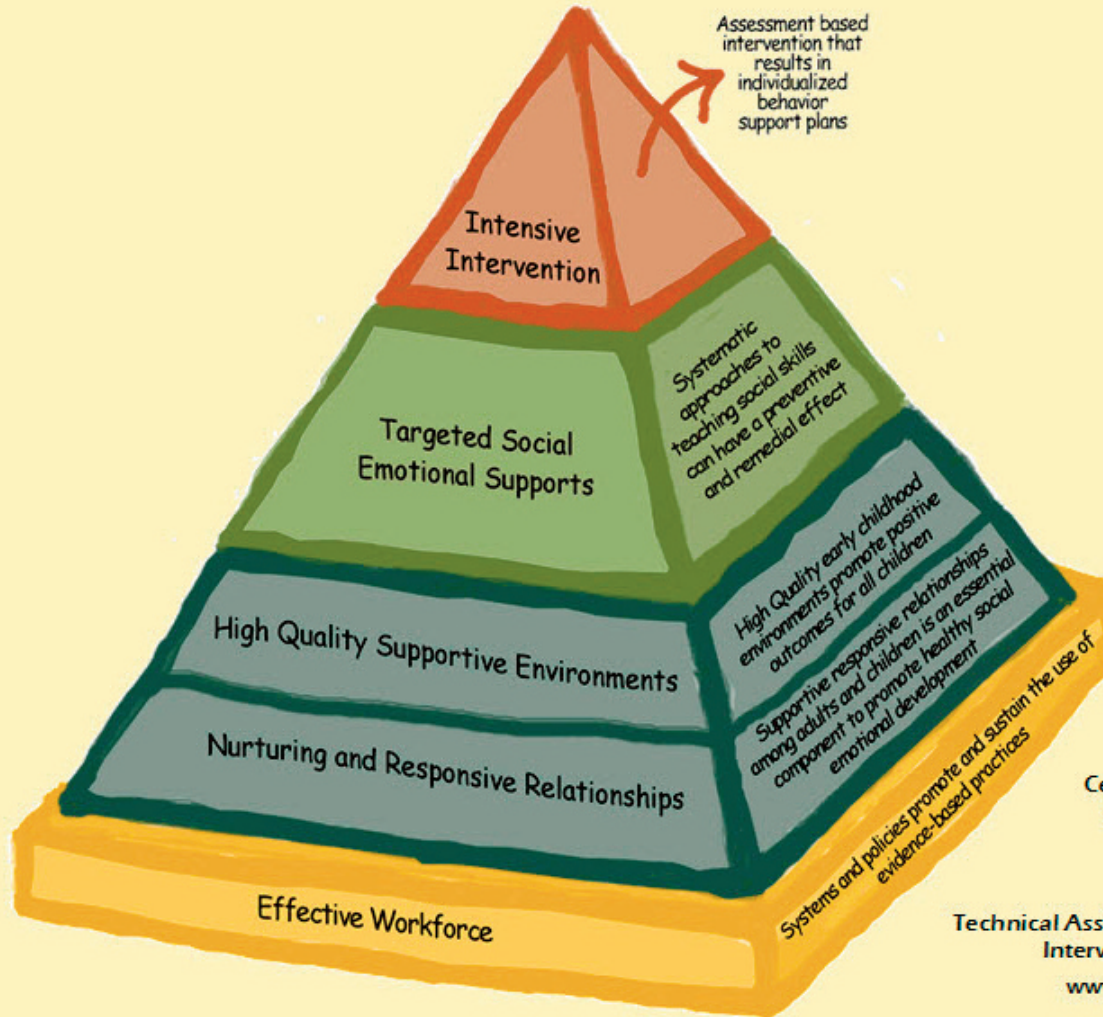 Assessment based
intervention that
results in
individualized
behavior
support plans
Intensive
Intervention
Systematic
approaches to
teaching social skills
can have a preventive
and remedial effect
Targeted Social
Emotional Supports
High Quality early childhood
environments promote positive
outcomes for all children
High Quality Supportive Environments
Supportive responsive relationships
among adults and children is an essential
component to promote healthy social
emotional development
Nurturing and Responsive Relationships
Systems and policies promote and sustain the use of
evidence-based practices
Effective Workforce
Ce
Technical Ass
Interv
ww